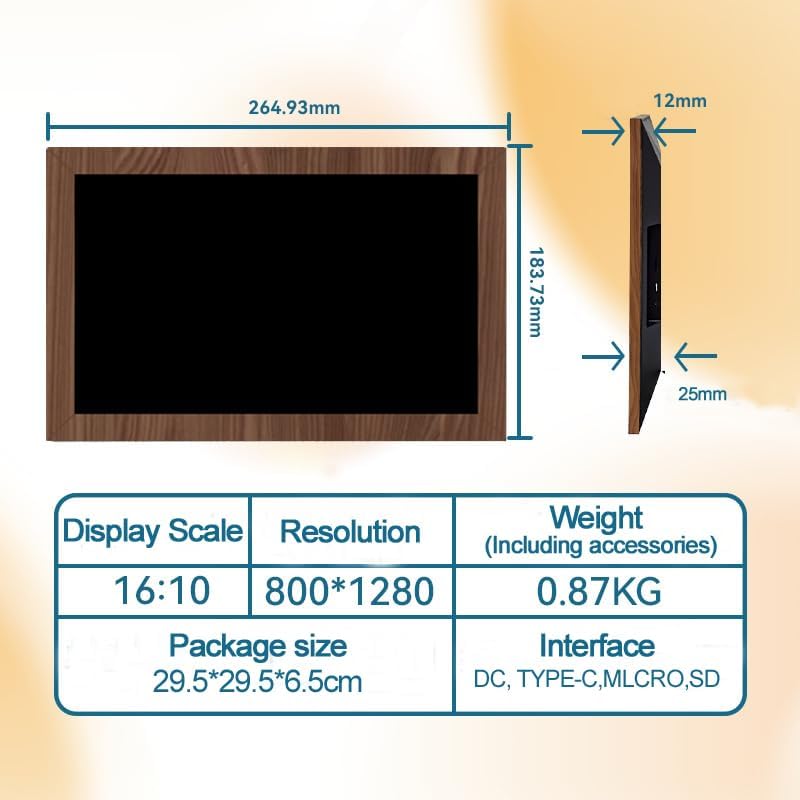 264.93mm
12mm
183.73mm
25mm
Display Scale
Resolution
Weight
(Including accessories)
16:10
800*1280
0.87KG
Package size
29.5*29.5*6.5cm
Interface
DC, TYPE-C,MLCRO,SD